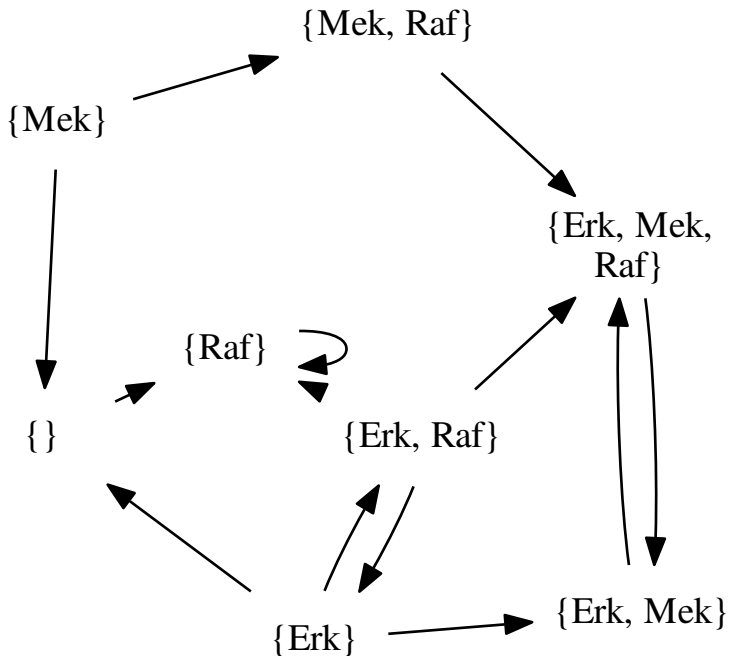 {Mek, Raf}
{Mek}
{Erk, Mek,
Raf}
{Raf}
{}
{Erk, Raf}
{Erk, Mek}
{Erk}